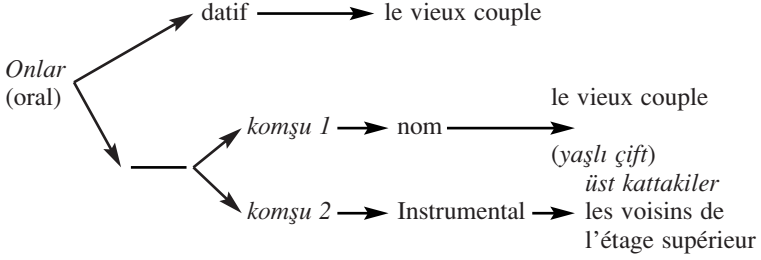 datif le vieux couple
Onlar
(oral)
le vieux couple
komşu 1 nom
(yaşlı çift)
üst kattakiler
komşu 2 Instrumental les voisins de
l'étage supérieur